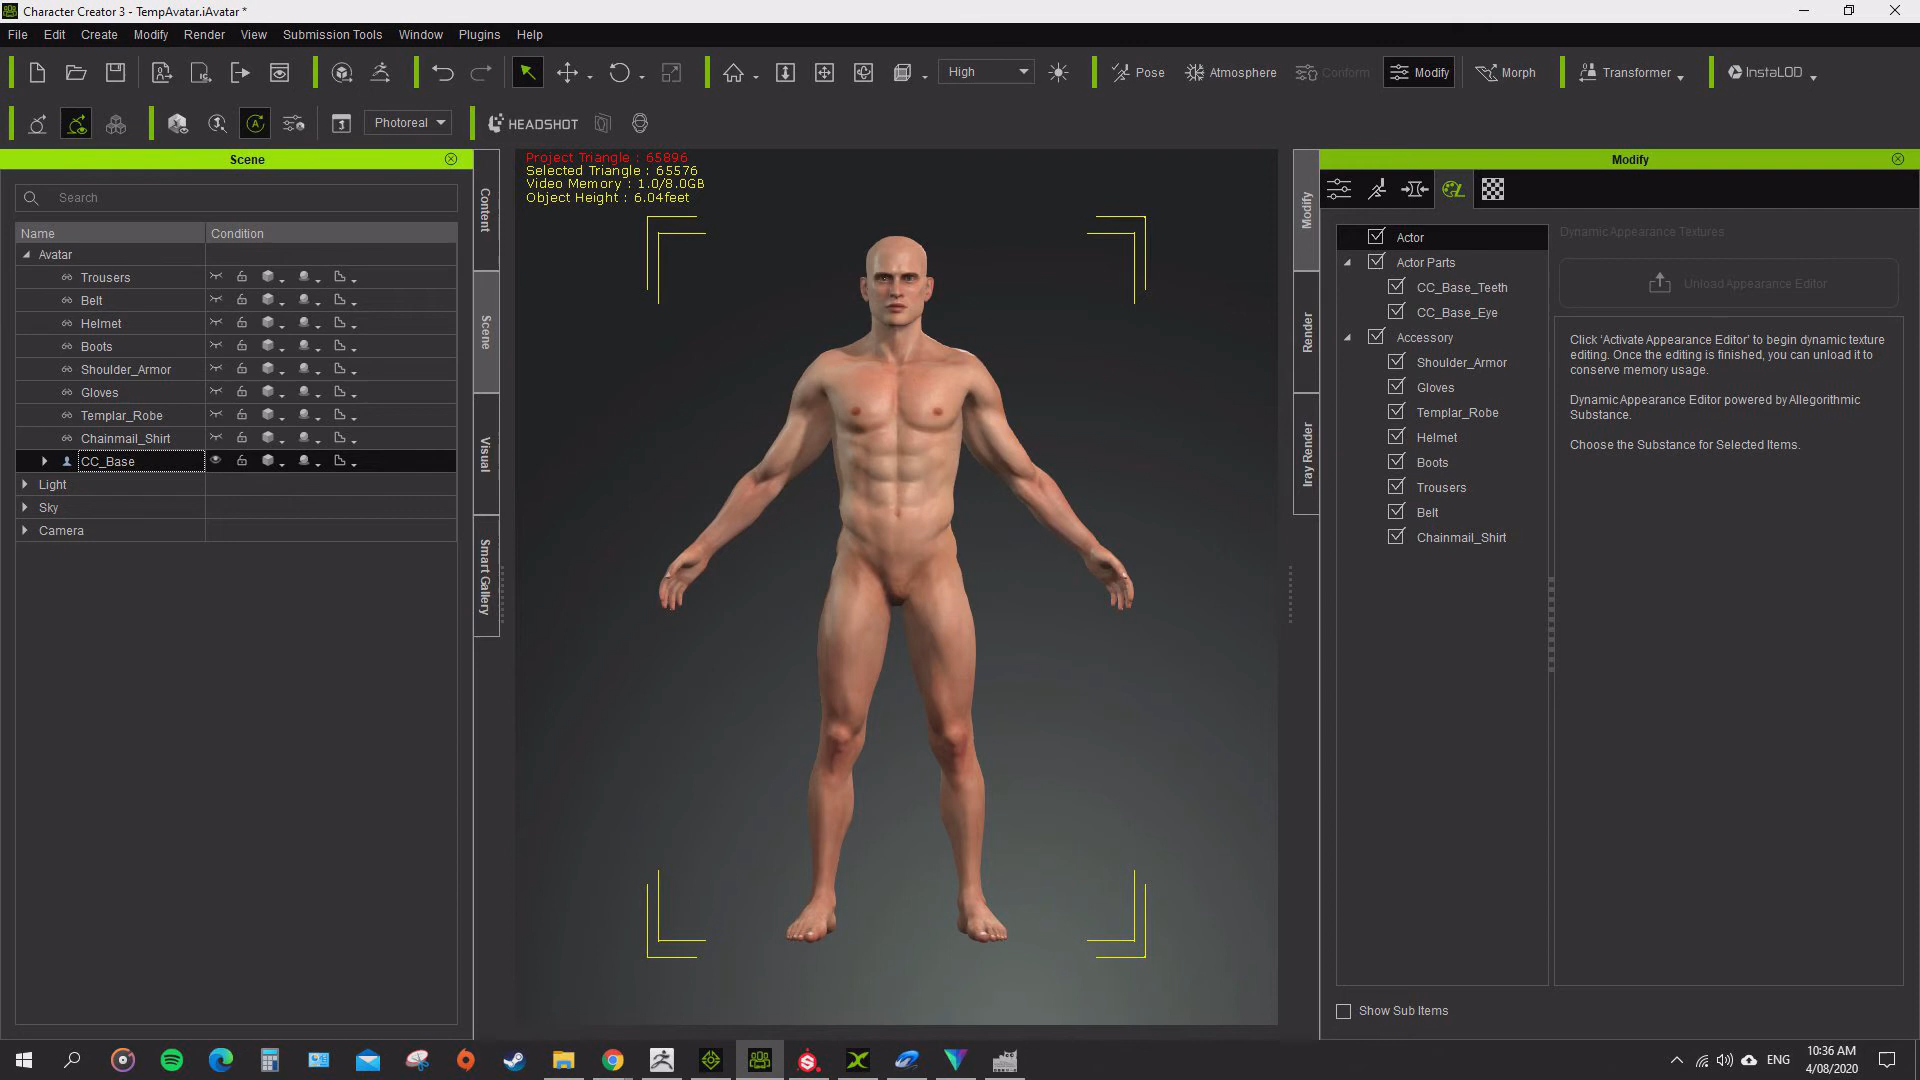 Character Creator 3 - TempAvatar.iAvatar *
File Edit Create Modify Render View Submission Tools Window Plugins Help
High Pose Atmosphere Conform Modify Morph Transformer InstaLOD
Photoreal HEADSHOT
Scene
Search
Name Condition
Avatar
Trousers
Belt
Helmet
Boots
Shoulder_Armor
Gloves
Templar_Robe
Chainmail_Shirt
CC_Base
Light
Sky
Camera
Content
Scene
Visual
Smart Gallery
Project Triangle : 65896
Selected Triangle : 65576
Video Memory : 1.0/8.0GB
Object Height : 6.04feet
Modify
Render
Iray Render
Modify
Actor
Actor Parts
CC_Base_Teeth
CC_Base_Eye
Accessory
Shoulder_Armor
Gloves
Templar_Robe
Helmet
Boots
Trousers
Belt
Chainmail_Shirt
Dynamic Appearance Textures
Unload Appearance Editor
Click 'Activate Appearance Editor' to begin dynamic texture
editing. Once the editing is finished, you can unload it to
conserve memory usage.
Dynamic Appearance Editor powered by Allegorithmic
Substance.
Choose the Substance for Selected Items.
Show Sub Items
ENG
10:36 AM
4/08/2020